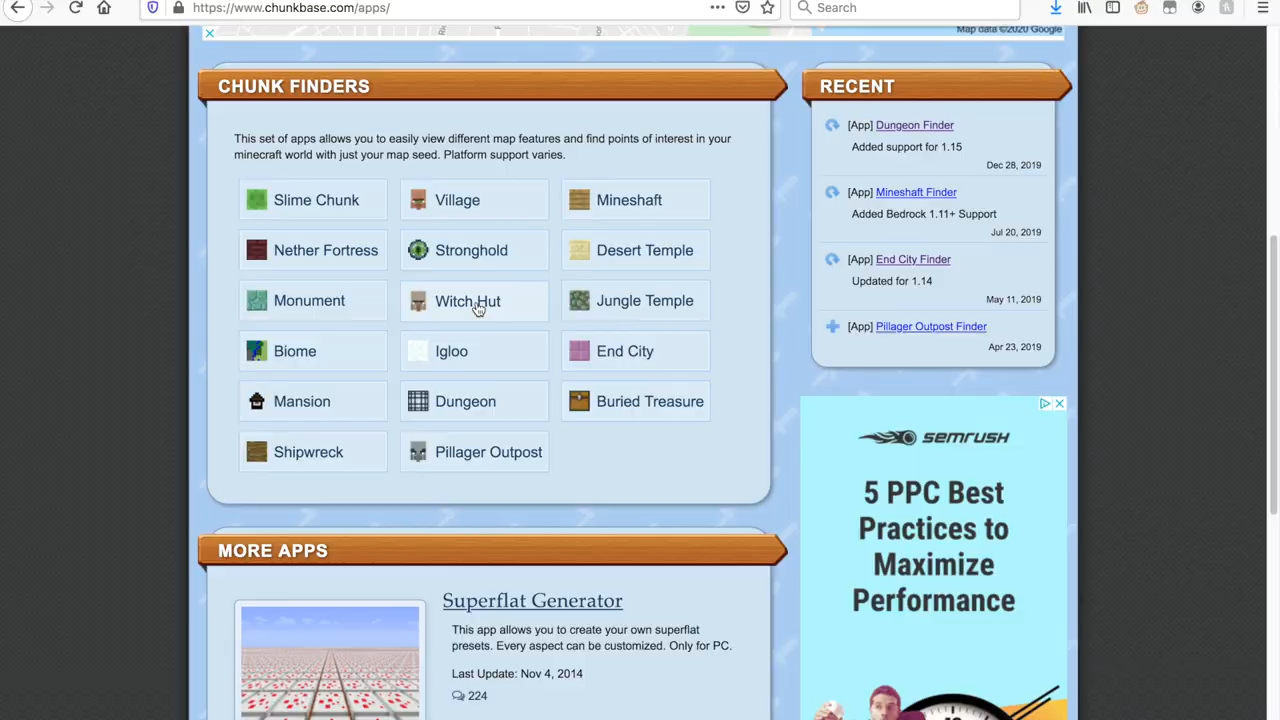 https://www.chunkbase.com/apps/
Search
Map data ©2020 Google
CHUNK FINDERS
This set of apps allows you to easily view different map features and find points of interest in your
minecraft world with just your map seed. Platform support varies.
Slime Chunk
Village
Mineshaft
Nether Fortress
Stronghold
Desert Temple
Monument
Witch Hut
Jungle Temple
Biome
Igloo
End City
Mansion
Dungeon
Buried Treasure
Shipwreck
Pillager Outpost
RECENT
[App] Dungeon Finder
Added support for 1.15
Dec 28, 2019
[App] Mineshaft Finder
Added Bedrock 1.11+ Support
Jul 20, 2019
[App] End City Finder
Updated for 1.14
May 11, 2019
[App] Pillager Outpost Finder
Apr 23, 2019
MORE APPS
Superflat Generator
This app allows you to create your own superflat
presets. Every aspect can be customized. Only for PC.
Last Update: Nov 4, 2014
224
SEMRUSH
5 PPC Best
Practices to
Maximize
Performance